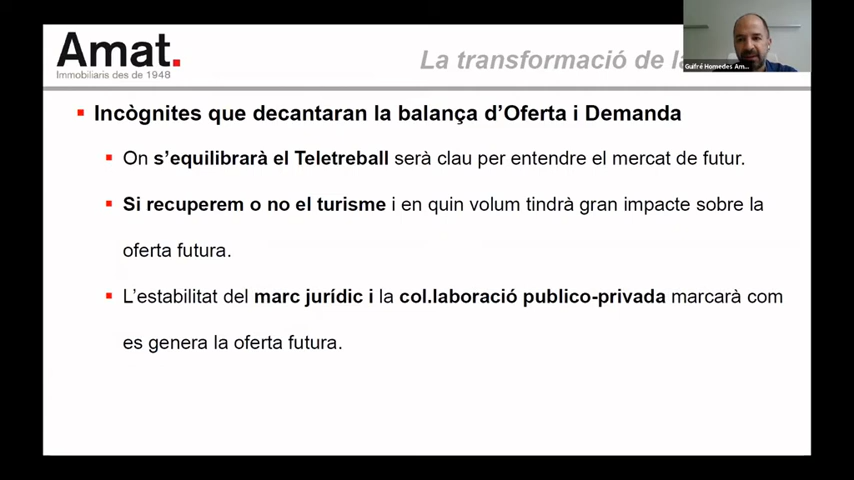 Amat.
Immobiliaris des de 1948
La transformació de la
Guifré Homedes Am...
Incògnites que decantaran la balança d'Oferta i Demanda
On s'equilibrarà el Teletreball serà clau per entendre el mercat de futur.
Si recuperem o no el turisme i en quin volum tindrà gran impacte sobre la
oferta futura.
L'estabilitat del marc jurídic i la col.laboració publico-privada marcarà com
es genera la oferta futura.